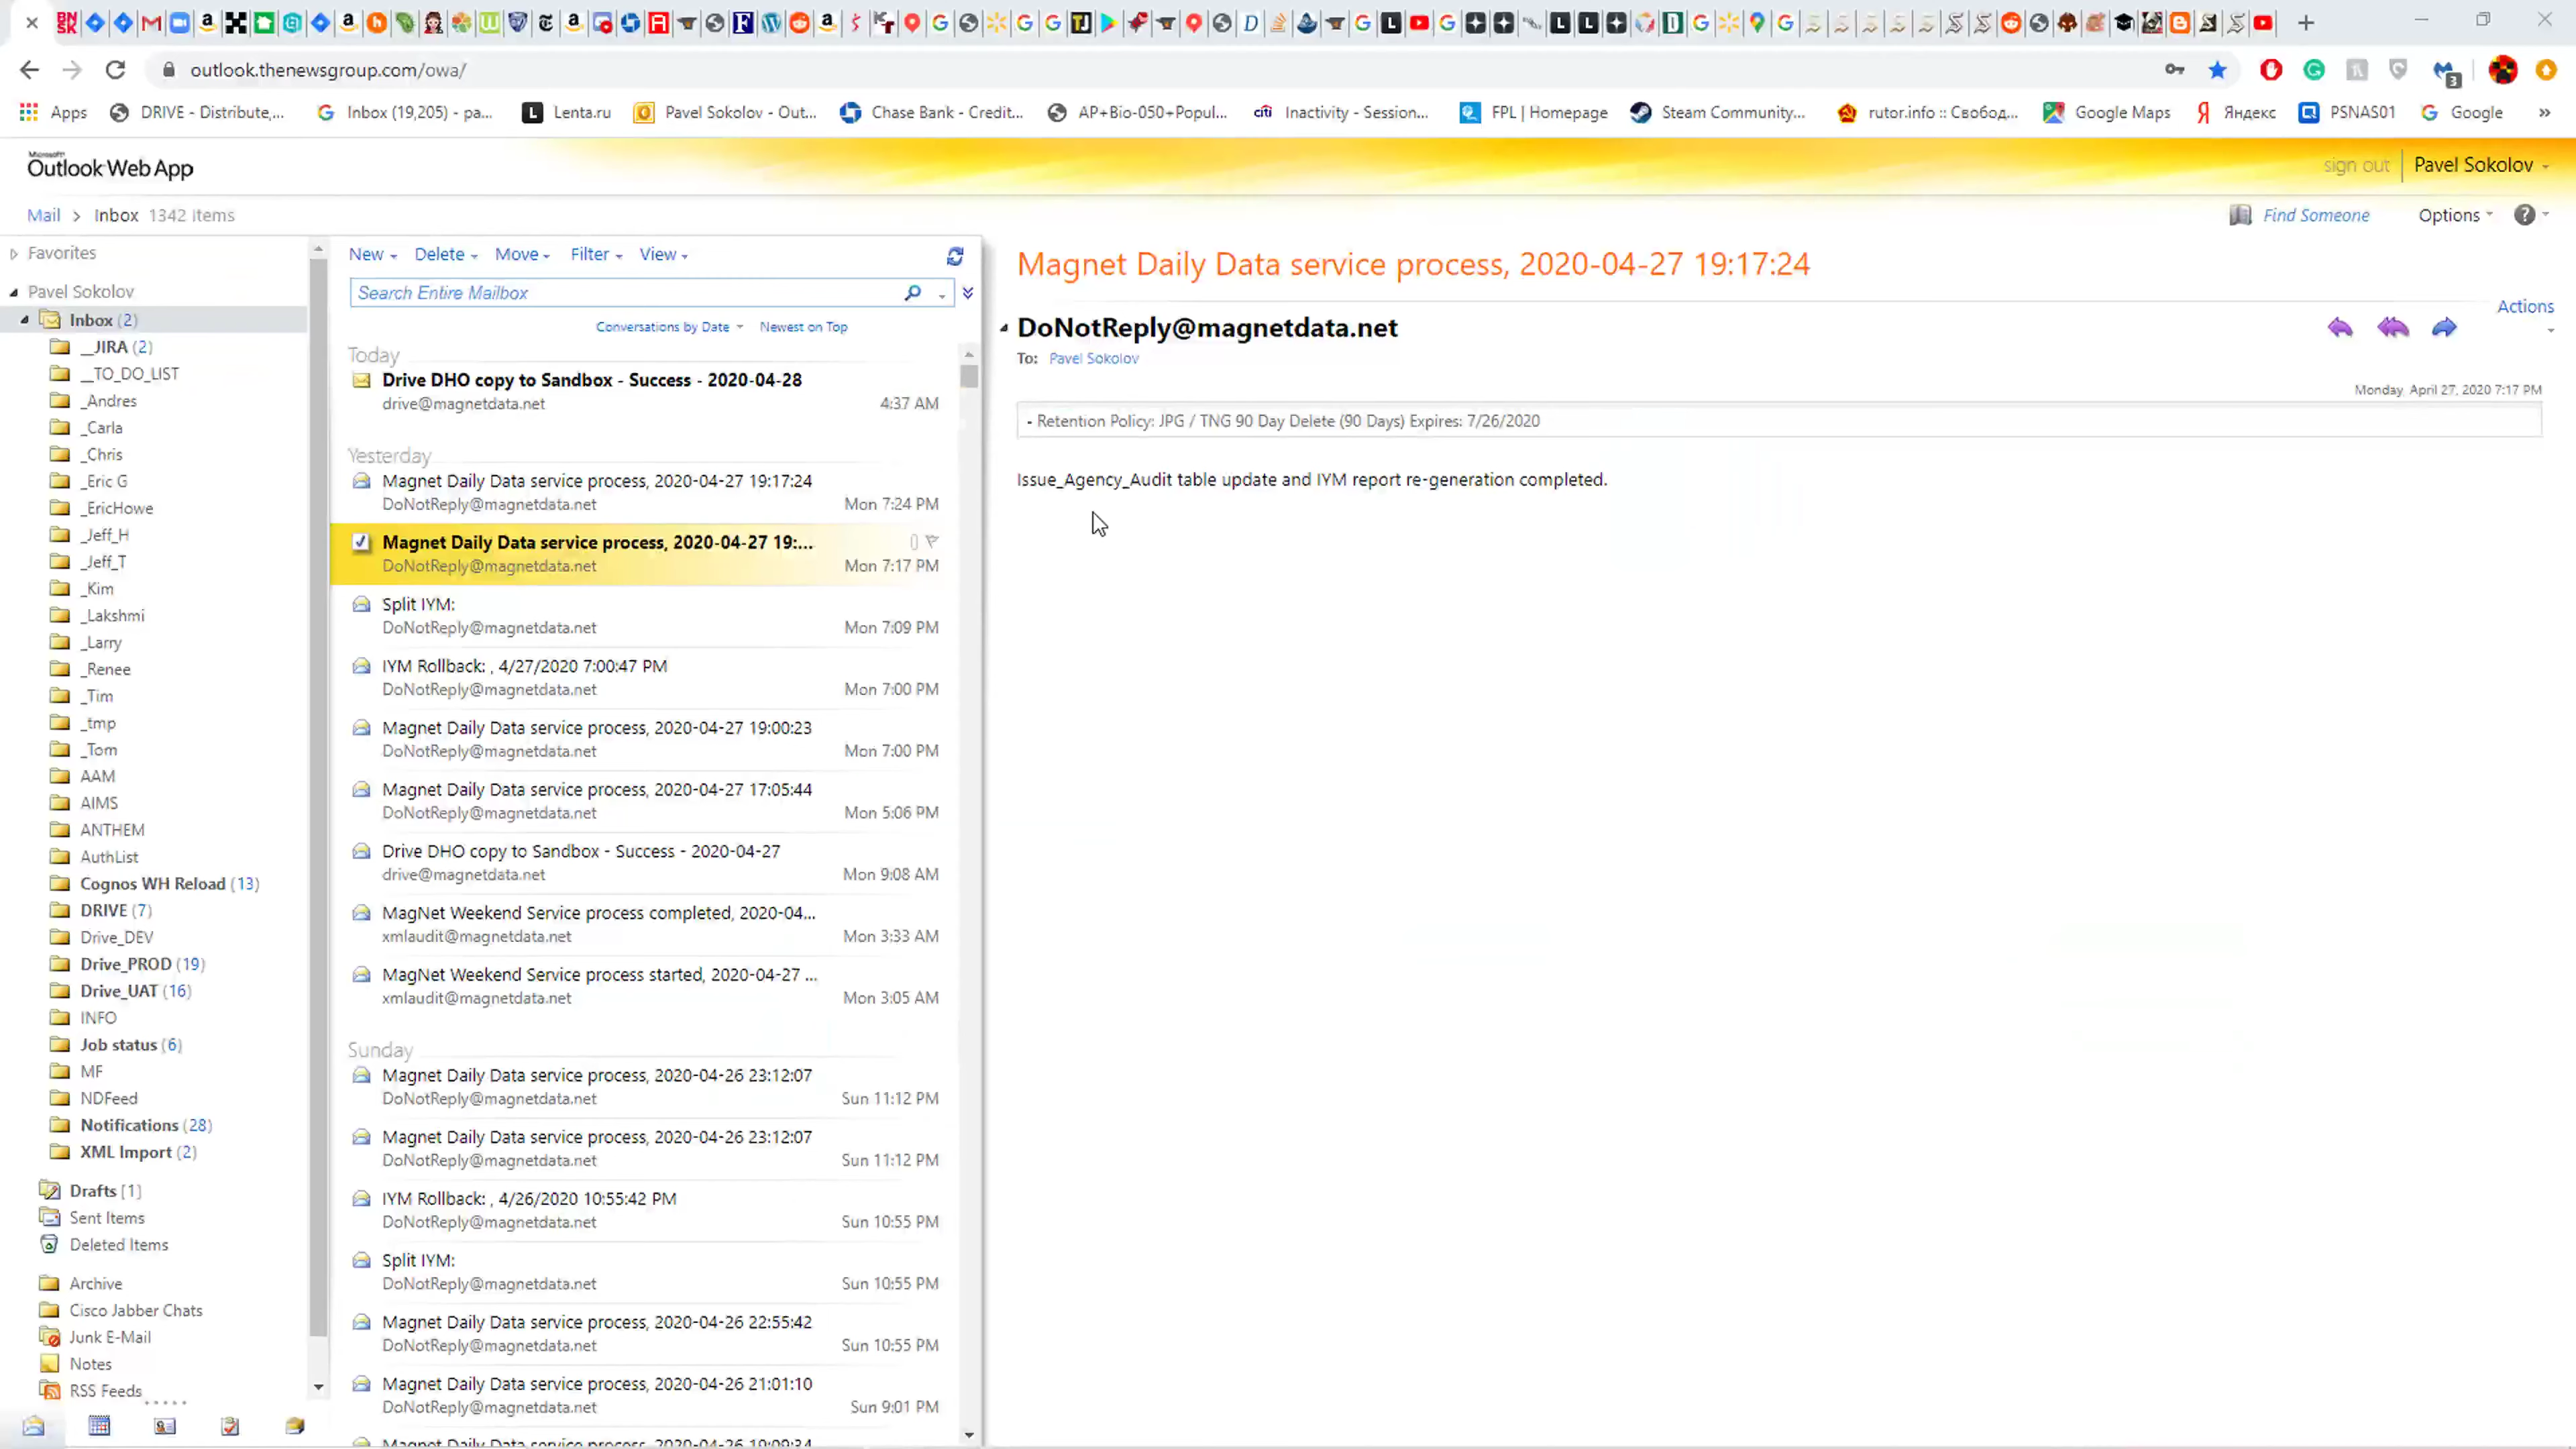 outlook.thenewsgroup.com/owa/
Apps
DRIVE - Distribute,...
Inbox (19,205) - pa...
Lenta.ru
Pavel Sokolov - Out...
Chase Bank - Credit...
AP+Bio-050+Popul...
citi Inactivity - Session...
FPL | Homepage
Steam Community...
rutor.info :: Свобод...
Google Maps
Яндекс
PSNAS01
Google
»
Microsoft
Outlook Web App
sign out
Pavel Sokolov
Mail > Inbox 1342 items
Find Someone
Options
Favorites
Pavel Sokolov
Inbox (2)
__JIRA (2)
__TO_DO_LIST
_Andres
_Carla
_Chris
_Eric G
_EricHowe
_Jeff_H
_Jeff_T
_Kim
_Lakshmi
_Larry
_Renee
_Tim
_tmp
_Tom
AAM
AIMS
ANTHEM
AuthList
Cognos WH Reload (13)
DRIVE (7)
Drive_DEV
Drive_PROD (19)
Drive_UAT (16)
INFO
Job status (6)
MF
NDFeed
Notifications (28)
XML Import (2)
Drafts [1]
Sent Items
Deleted Items
Archive
Cisco Jabber Chats
Junk E-Mail
Notes
RSS Feeds
New Delete Move Filter View
Search Entire Mailbox
Conversations by Date Newest on Top
Today
Drive DHO copy to Sandbox - Success - 2020-04-28
drive@magnetdata.net 4:37 AM
Yesterday
Magnet Daily Data service process, 2020-04-27 19:17:24
DoNotReply@magnetdata.net Mon 7:24 PM
Magnet Daily Data service process, 2020-04-27 19:...
DoNotReply@magnetdata.net Mon 7:17 PM
Split IYM:
DoNotReply@magnetdata.net Mon 7:09 PM
IYM Rollback: , 4/27/2020 7:00:47 PM
DoNotReply@magnetdata.net Mon 7:00 PM
Magnet Daily Data service process, 2020-04-27 19:00:23
DoNotReply@magnetdata.net Mon 7:00 PM
Magnet Daily Data service process, 2020-04-27 17:05:44
DoNotReply@magnetdata.net Mon 5:06 PM
Drive DHO copy to Sandbox - Success - 2020-04-27
drive@magnetdata.net Mon 9:08 AM
MagNet Weekend Service process completed, 2020-04...
xmlaudit@magnetdata.net Mon 3:33 AM
MagNet Weekend Service process started, 2020-04-27 ...
xmlaudit@magnetdata.net Mon 3:05 AM
Sunday
Magnet Daily Data service process, 2020-04-26 23:12:07
DoNotReply@magnetdata.net Sun 11:12 PM
Magnet Daily Data service process, 2020-04-26 23:12:07
DoNotReply@magnetdata.net Sun 11:12 PM
IYM Rollback: , 4/26/2020 10:55:42 PM
DoNotReply@magnetdata.net Sun 10:55 PM
Split IYM:
DoNotReply@magnetdata.net Sun 10:55 PM
Magnet Daily Data service process, 2020-04-26 22:55:42
DoNotReply@magnetdata.net Sun 10:55 PM
Magnet Daily Data service process, 2020-04-26 21:01:10
DoNotReply@magnetdata.net Sun 9:01 PM
Magnet Daily Data service process, 2020-04-26 19:09:34
Magnet Daily Data service process, 2020-04-27 19:17:24
Actions
DoNotReply@magnetdata.net
To: Pavel Sokolov
Monday, April 27, 2020 7:17 PM
- Retention Policy: JPG / TNG 90 Day Delete (90 Days) Expires: 7/26/2020
Issue_Agency_Audit table update and IYM report re-generation completed.